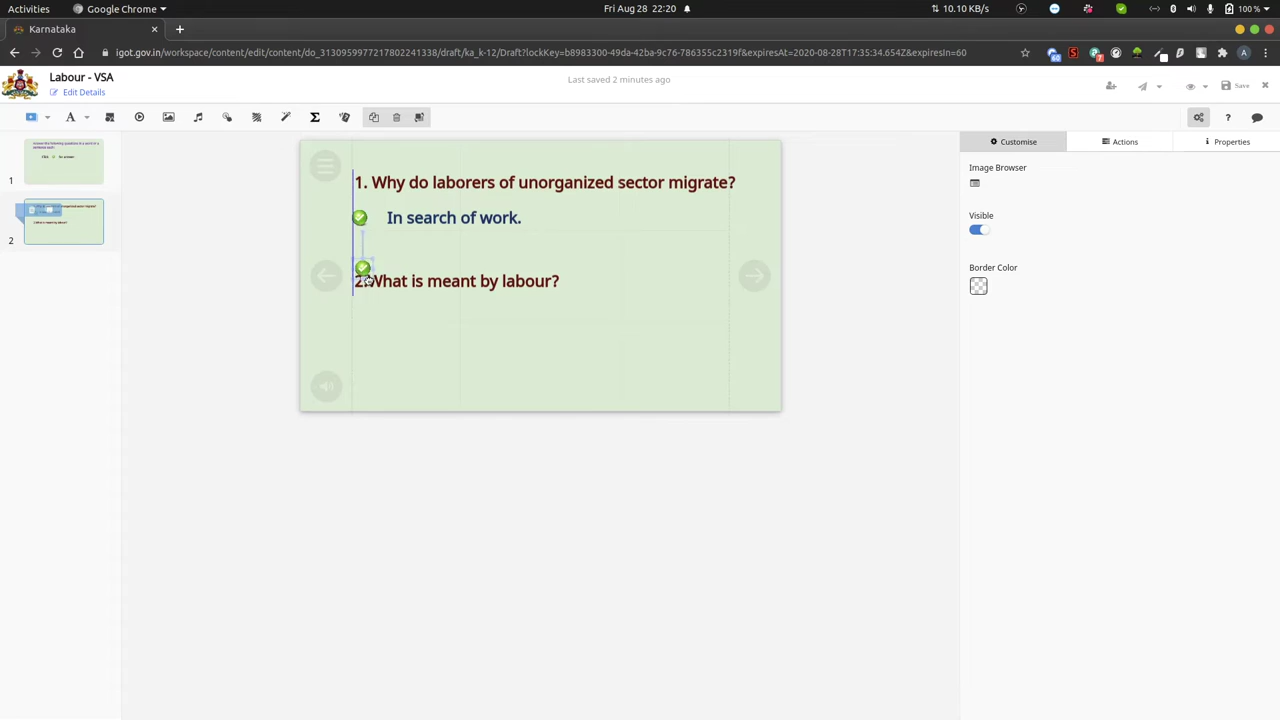 Activities
Google Chrome
Fri Aug 28 22:20
10.10 KB/s
100 %
Karnataka
igot.gov.in/workspace/content/edit/content/do_3130959977217802241338/draft/ka_k-12/Draft?lockKey=b8983300-49da-42ba-9c76-786355c2319f&expiresAt=2020-08-28T17:35:34.654Z&expiresIn=60
Labour - VSA
Edit Details
Last saved 2 minutes ago
Save
Customise
Actions
Properties
1
2
1. Why do laborers of unorganized sector migrate?
In search of work.
2. What is meant by labour?
Image Browser
Visible
Border Color